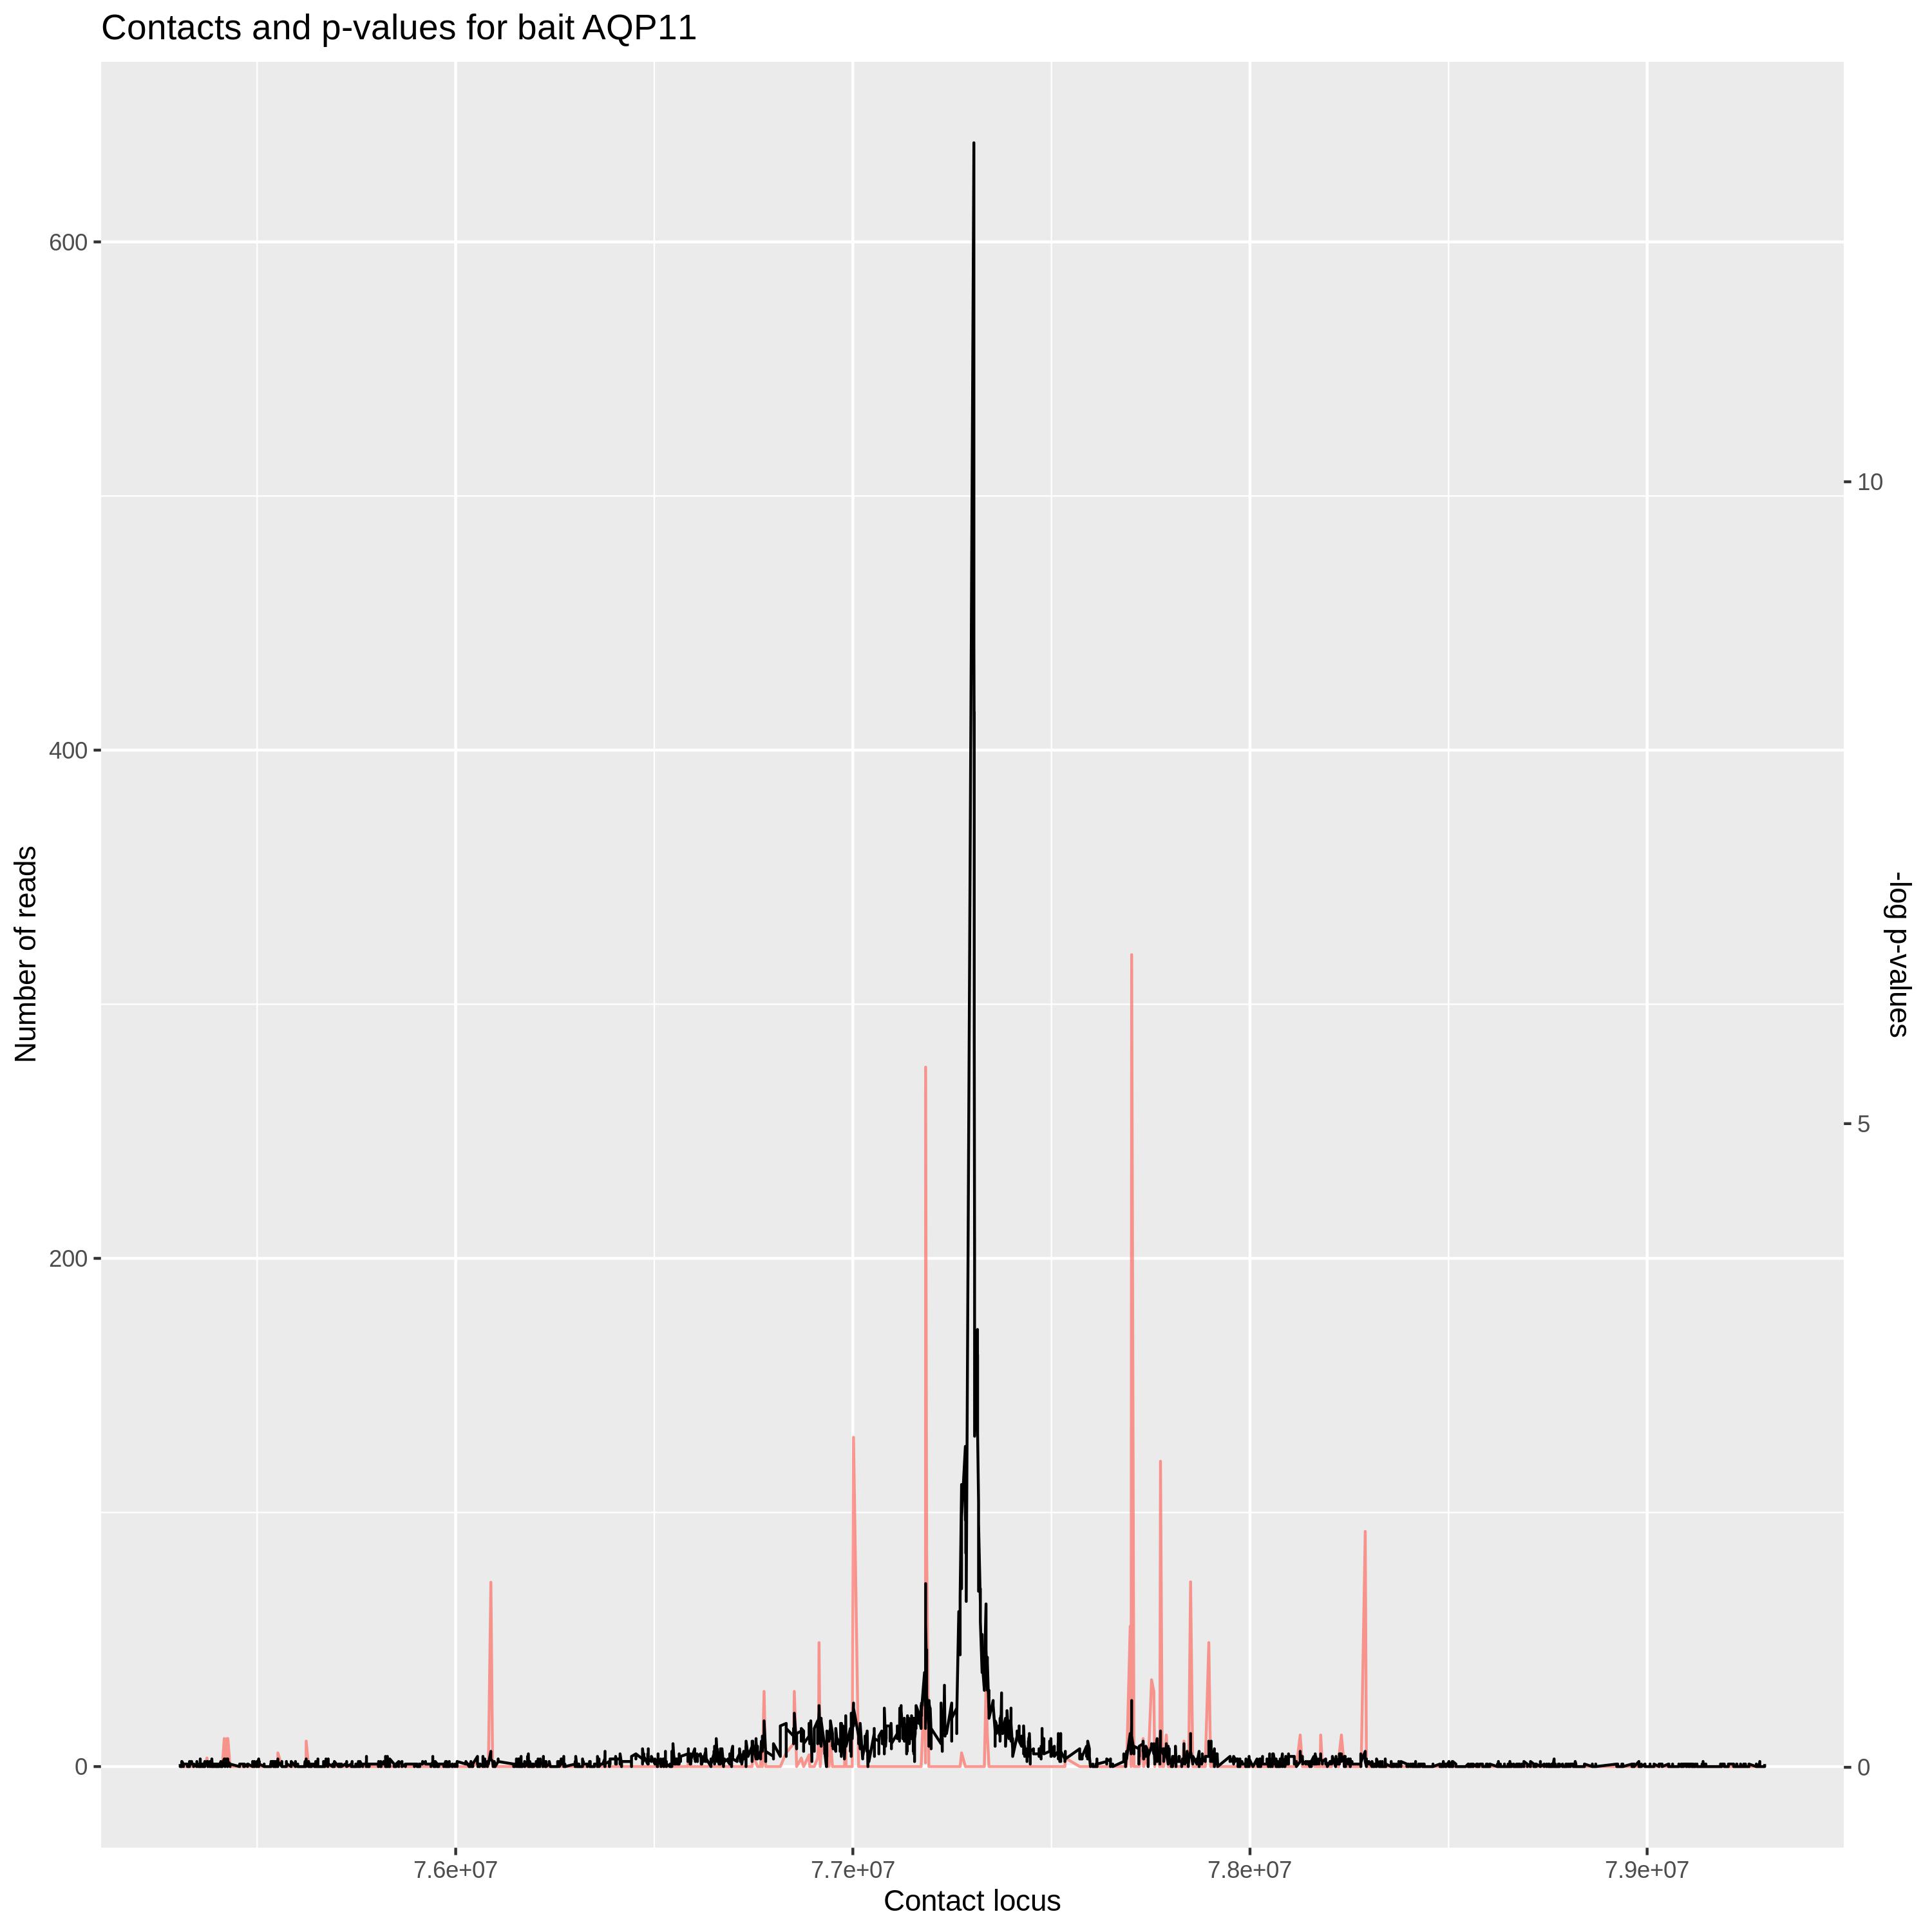 Contacts and p-values for bait AQP11
600
400
200
0
Number of reads
10
5
0
-log p-values
7.6e+07
7.7e+07
7.8e+07
7.9e+07
Contact locus